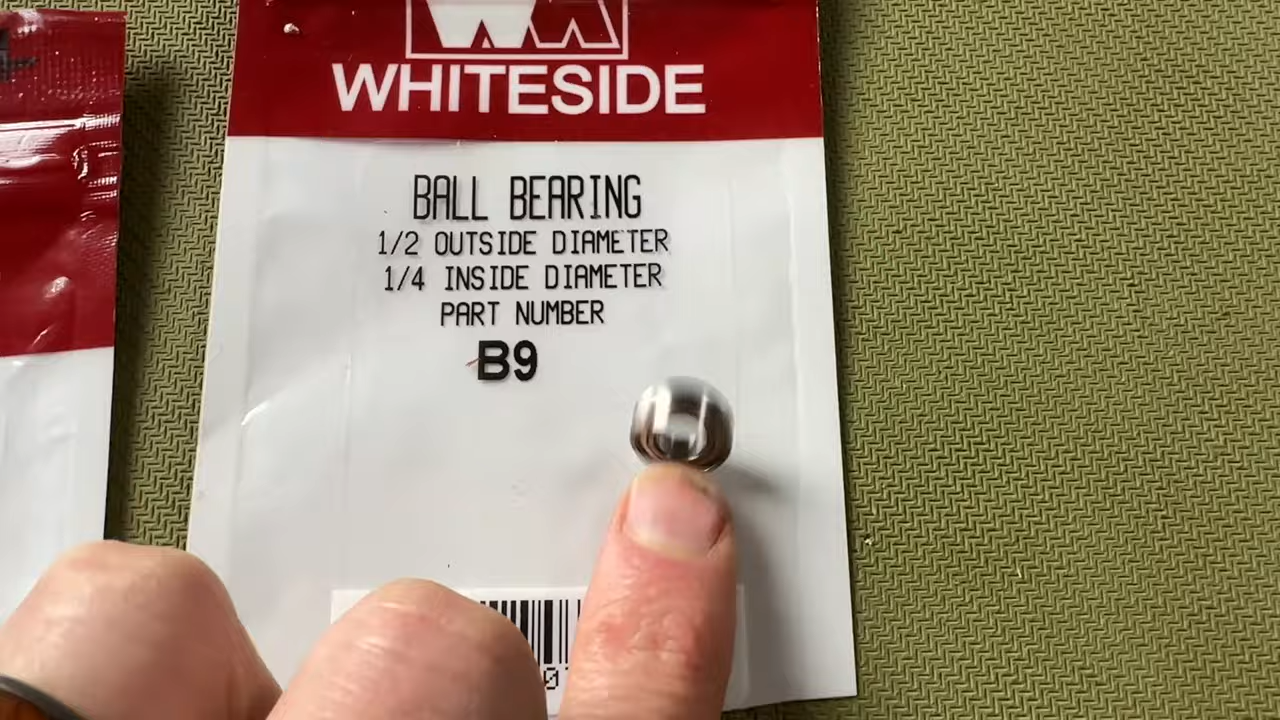 WHITESIDE
BALL BEARING
1/2 OUTSIDE DIAMETER
1/4 INSIDE DIAMETER
PART NUMBER
B9